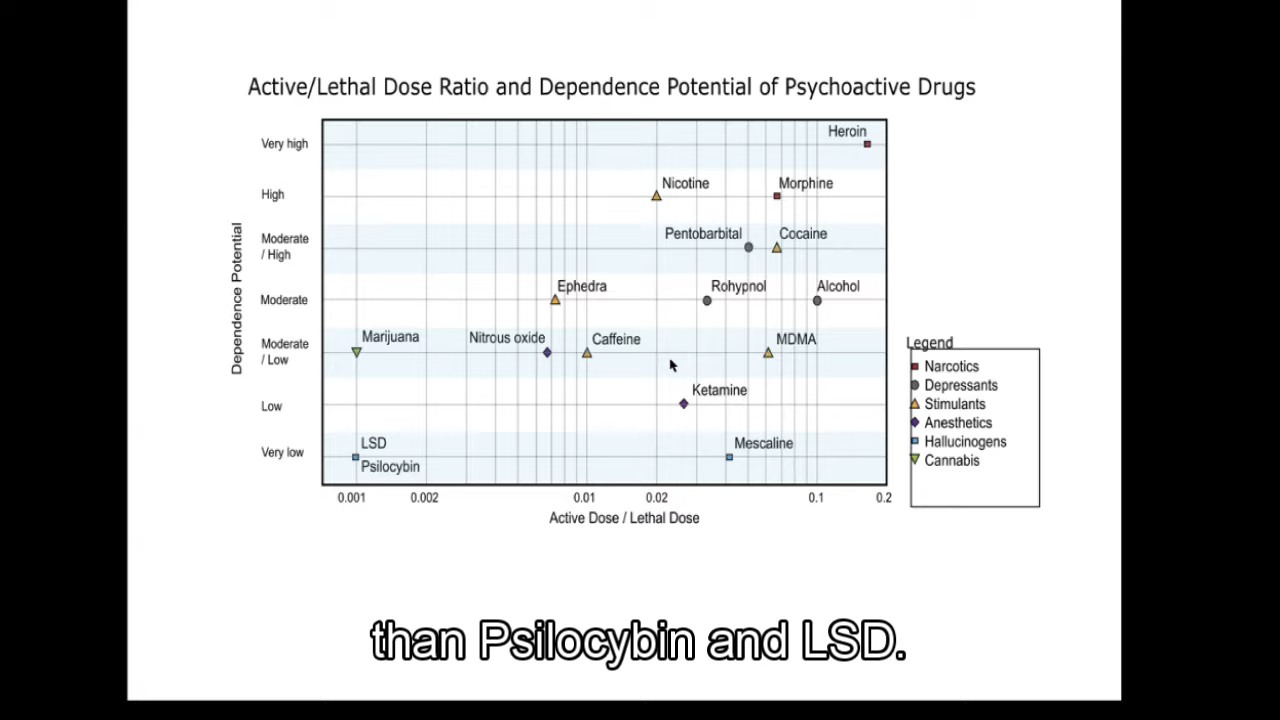 Active/Lethal Dose Ratio and Dependence Potential of Psychoactive Drugs
Dependence Potential
Very high
High
Moderate
/ High
Moderate
Moderate
/ Low
Low
Very low
Heroin
Nicotine
Morphine
Pentobarbital
Cocaine
Ephedra
Rohypnol
Alcohol
Marijuana
Nitrous oxide
Caffeine
MDMA
Ketamine
LSD
Psilocybin
Mescaline
0.001
0.002
0.01
0.02
0.1
0.2
Active Dose / Lethal Dose
Legend
Narcotics
Depressants
Stimulants
Anesthetics
Hallucinogens
Cannabis
than Psilocybin and LSD.